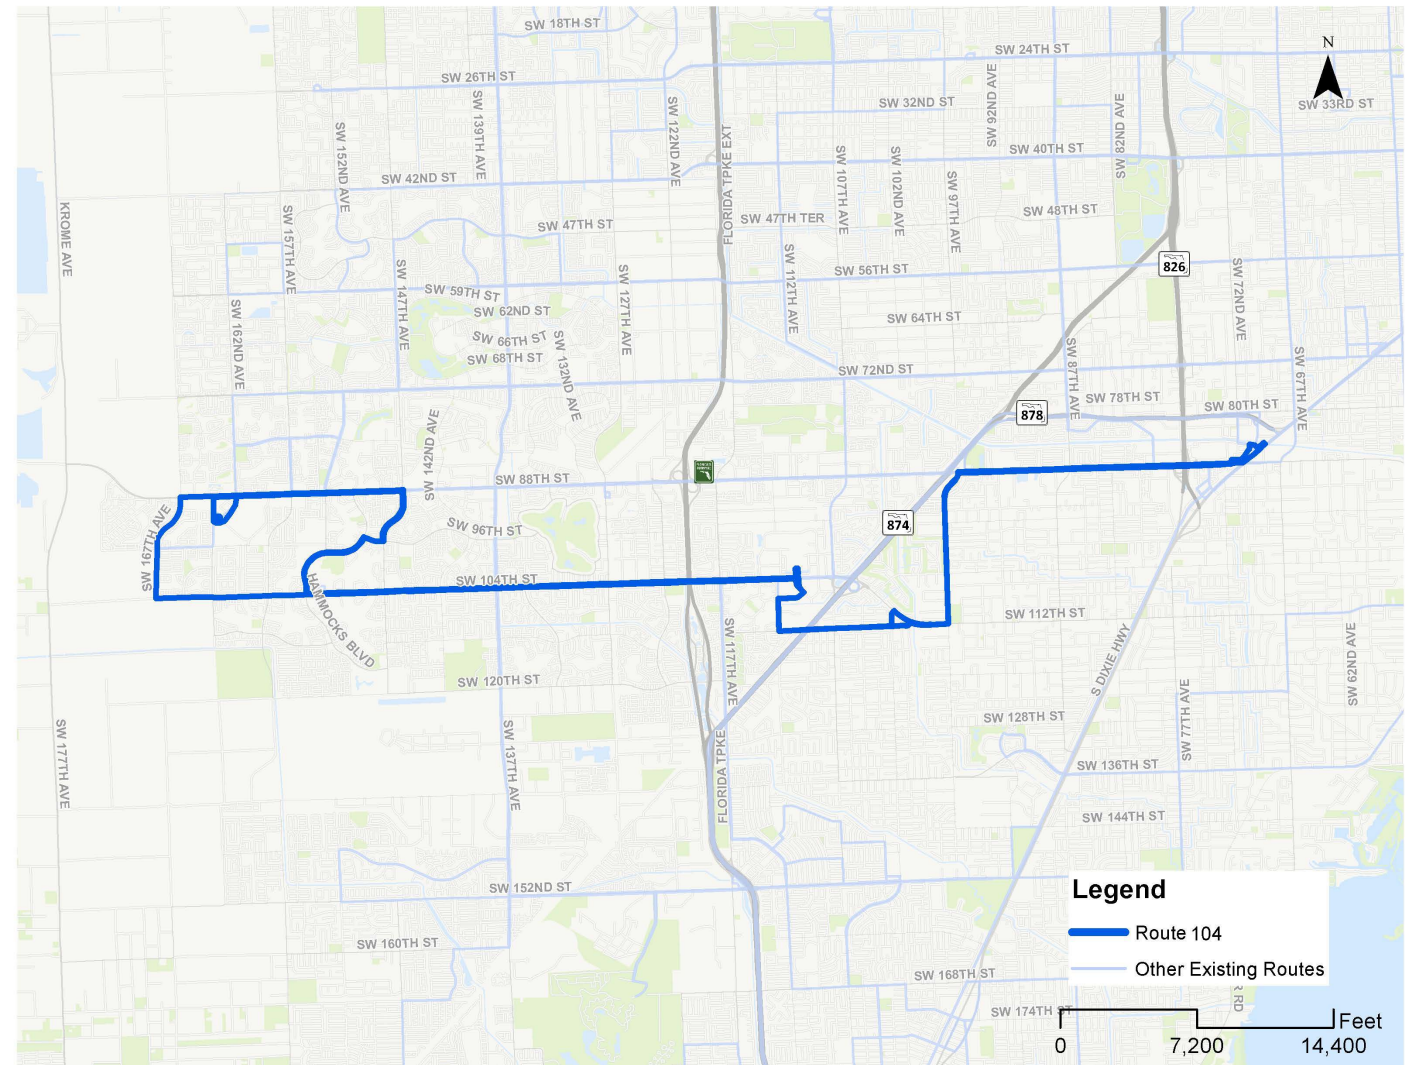 SW 18TH ST
N
SW 24TH ST
SW 26TH ST
SW 139TH AVE
SW 122ND AVE
SW 32ND ST
SW 92ND AVE
SW 82ND AVE
SW 33RD ST
SW 152ND AVE
FLORIDA TPKE EXT
SW 40TH ST
SW 107TH AVE
SW 102ND AVE
SW 97TH AVE
SW 42ND ST
KROME AVE
SW 157TH AVE
SW 47TH ST
SW 47TH TER
SW 48TH ST
SW 112TH AVE
SW 147TH AVE
SW 127TH AVE
SW 56TH ST
826
SW 72ND AVE
SW 59TH ST
SW 162ND AVE
SW 62ND ST
SW 64TH ST
SW 66TH ST
SW 132ND AVE
SW 68TH ST
SW 87TH AVE
SW 67TH AVE
SW 72ND ST
SW 78TH ST
878
SW 80TH ST
SW 142ND AVE
SW 88TH ST
SW 167TH AVE
SW 96TH ST
874
HAMMOCKS BLVD
SW 104TH ST
SW 112TH ST
SW 117TH AVE
S DIXIE HWY
SW 62ND AVE
SW 120TH ST
SW 77TH AVE
SW 177TH AVE
SW 137TH AVE
FLORIDA TPKE
SW 128TH ST
SW 136TH ST
SW 144TH ST
SW 152ND ST
SW 160TH ST
SW 168TH ST
SW 174TH ST
R RD
Legend
Route 104
Other Existing Routes
Feet
0 7,200 14,400